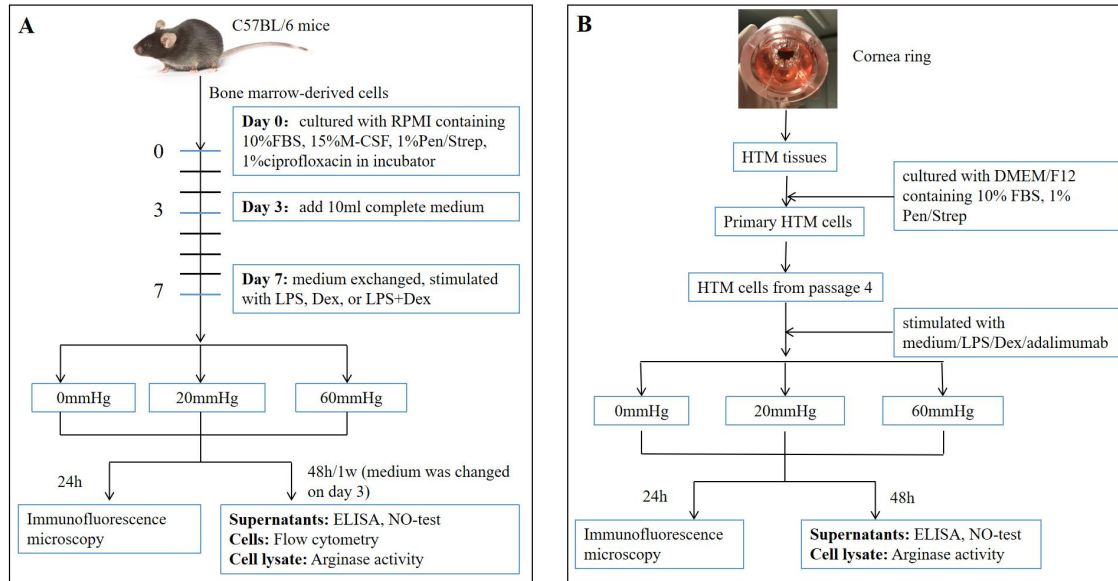 A
C57BL/6 mice
Bone marrow-derived cells
Day 0： cultured with RPMI containing
10%FBS, 15%M-CSF, 1%Pen/Strep,
1%ciprofloxacin in incubator
0
3
Day 3： add 10ml complete medium
7
Day 7: medium exchanged, stimulated
with LPS, Dex, or LPS+Dex
0mmHg
20mmHg
60mmHg
24h
48h/1w (medium was changed
on day 3)
Immunofluorescence
microscopy
Supernatants: ELISA, NO-test
Cells: Flow cytometry
Cell lysate: Arginase activity
B
Cornea ring
HTM tissues
cultured with DMEM/F12
containing 10% FBS, 1%
Pen/Strep
Primary HTM cells
HTM cells from passage 4
stimulated with
medium/LPS/Dex/adalimumab
0mmHg
20mmHg
60mmHg
24h
48h
Immunofluorescence
microscopy
Supernatants: ELISA, NO-test
Cell lysate: Arginase activity